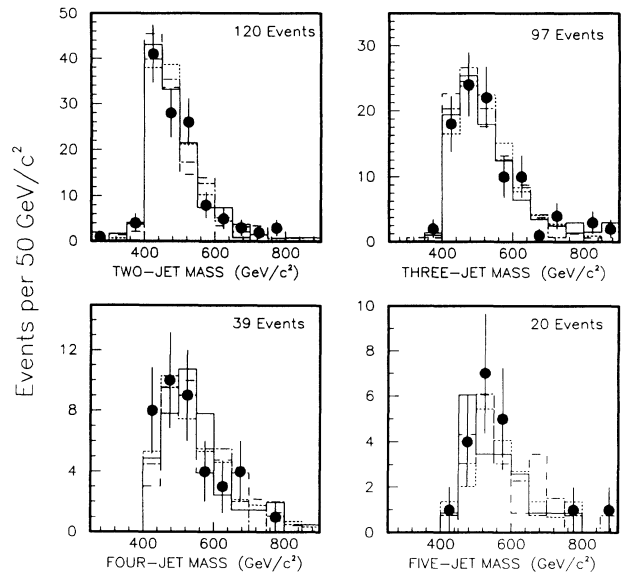 Events per 50 GeV/c²
50
40
30
20
10
0
120 Events
400 600 800
TWO-JET MASS (GeV/c²)
30
20
10
0
97 Events
400 600 800
THREE-JET MASS (GeV/c²)
12
8
4
0
39 Events
400 600 800
FOUR-JET MASS (GeV/c²)
10
8
6
4
2
0
20 Events
400 600 800
FIVE-JET MASS (GeV/c²)